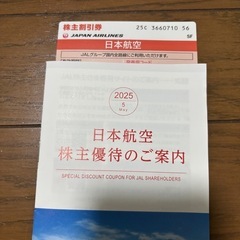 株主割引券
25C 3660710 56
JAPAN AIRLINES
SF
日本航空
JALグループ国内全路線にご利用いただけます。
2025
5
日本航空
株主優待のご案内
SPECIAL DISCOUNT COUPON FOR JAL SHAREHOLDERS